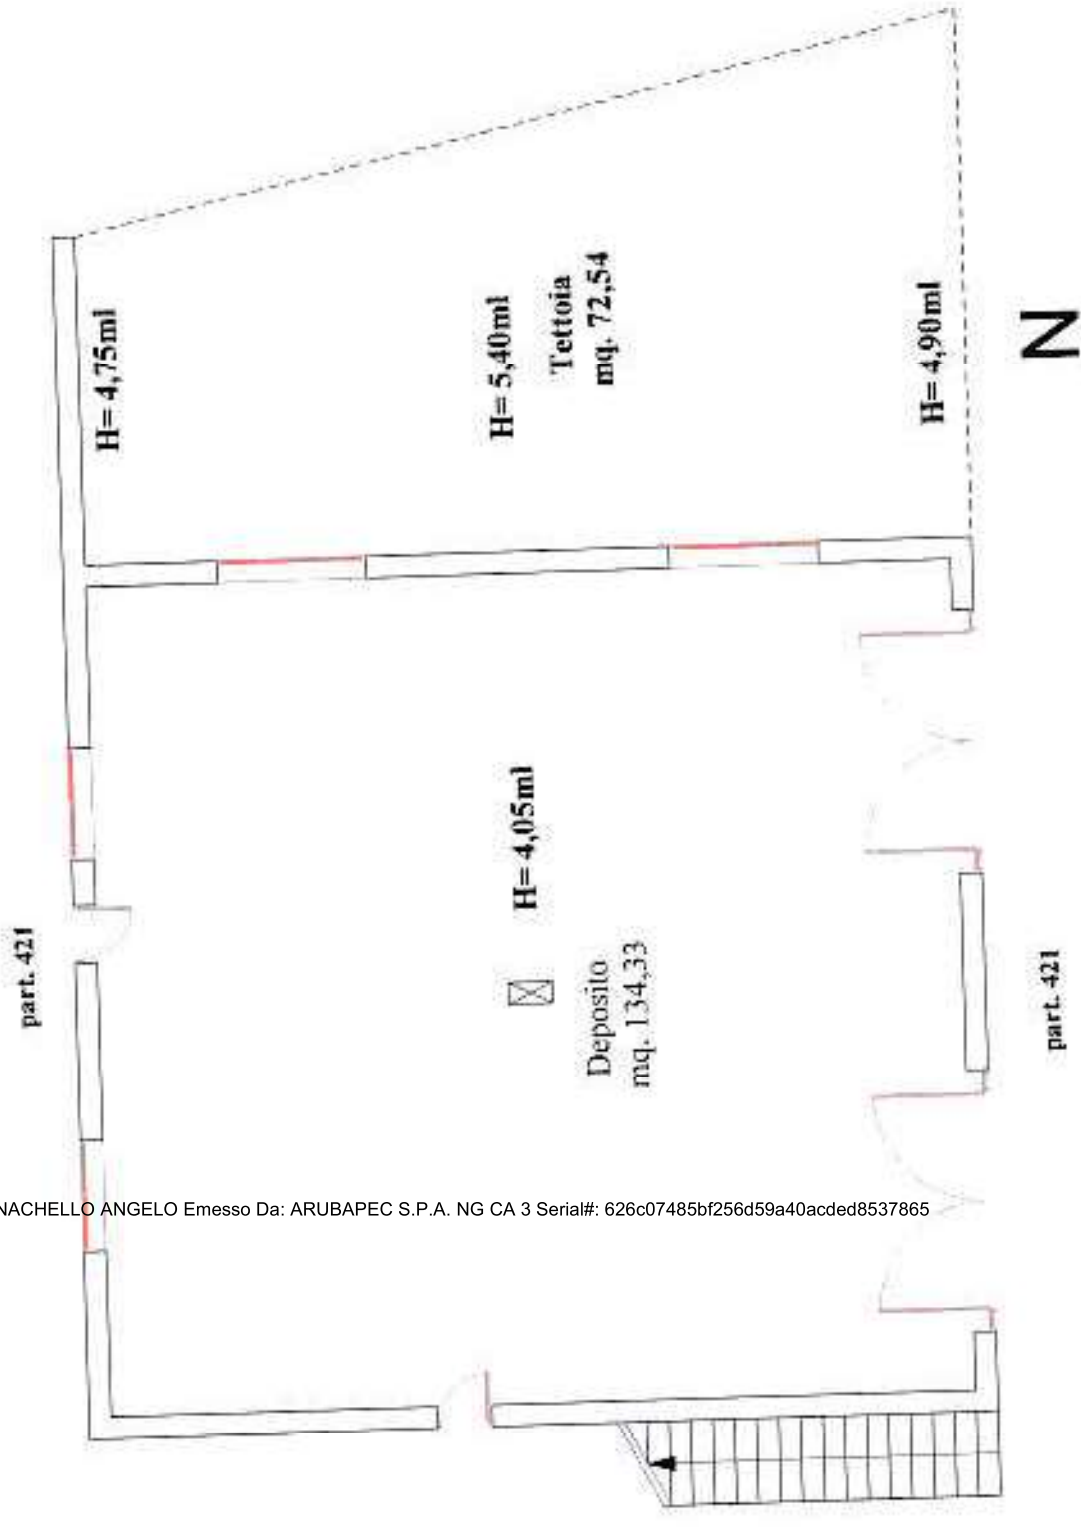 part. 421
H= 4,75ml
H= 5,40ml
Tettoia
mq. 72,54
H= 4,90ml
N
H= 4,05ml
Deposito
mq. 134,33
part. 421
NACHELLO ANGELO Emesso Da: ARUBAPEC S.P.A. NG CA 3 Serial#: 626c07485bf256d59a40acded8537865